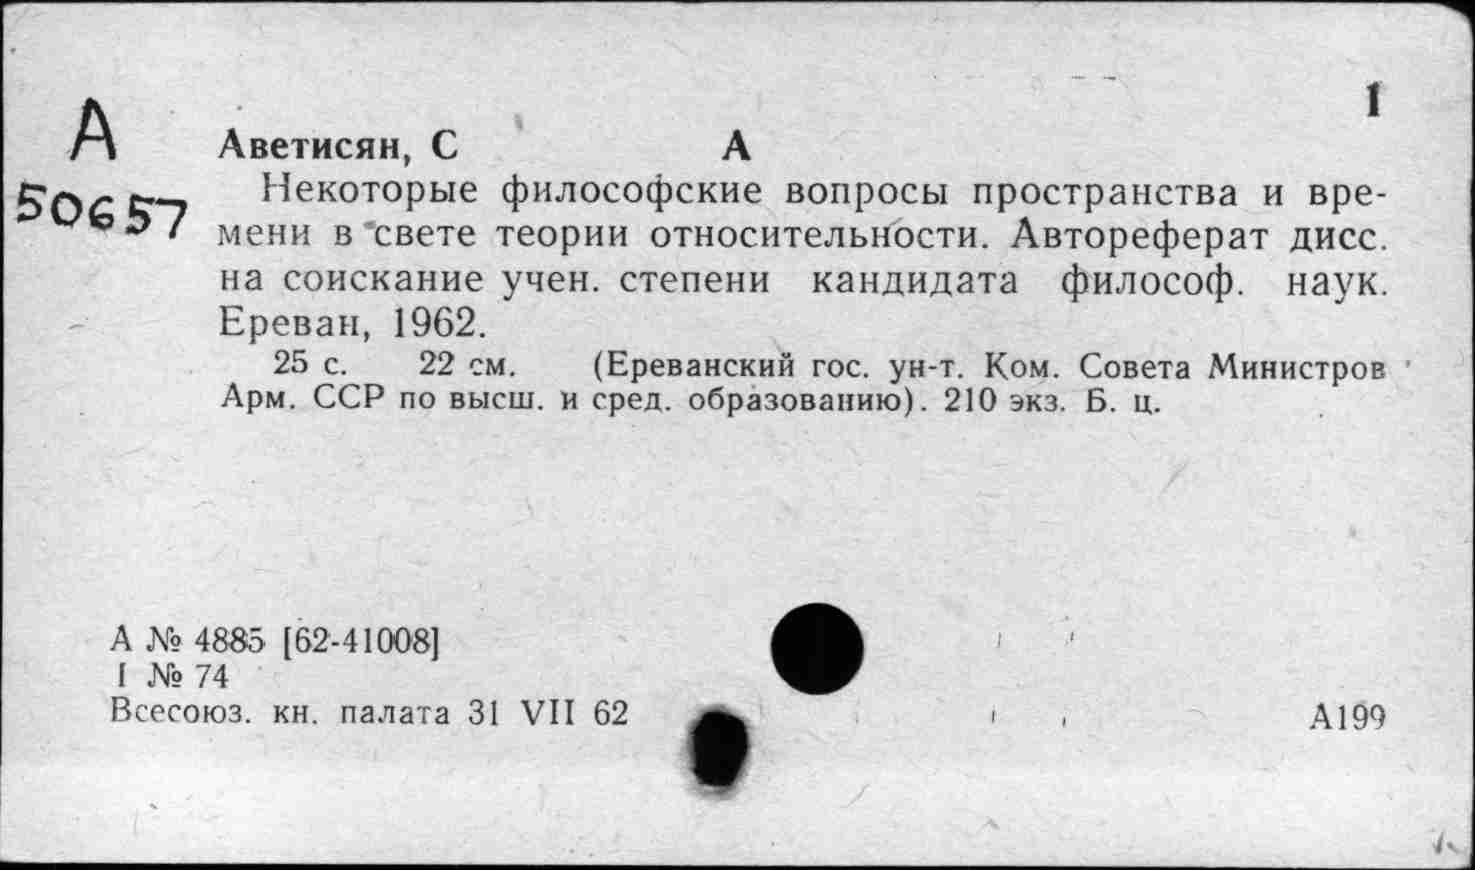 I
А
50657
Аветисян, С А
Некоторые философские вопросы пространства и вре-
мени в свете теории относительности. Автореферат дисс.
на соискание учен. степени кандидата философ. наук.
Ереван, 1962.
25 с. 22 см. (Ереванский гос. ун-т. Ком. Совета Министров
Арм. ССР по высш. и сред. образованию). 210 экз. Б. ц.
А № 4885 [62-41008]
I № 74
Всесоюз. кн. палата 31 VII 62
А199